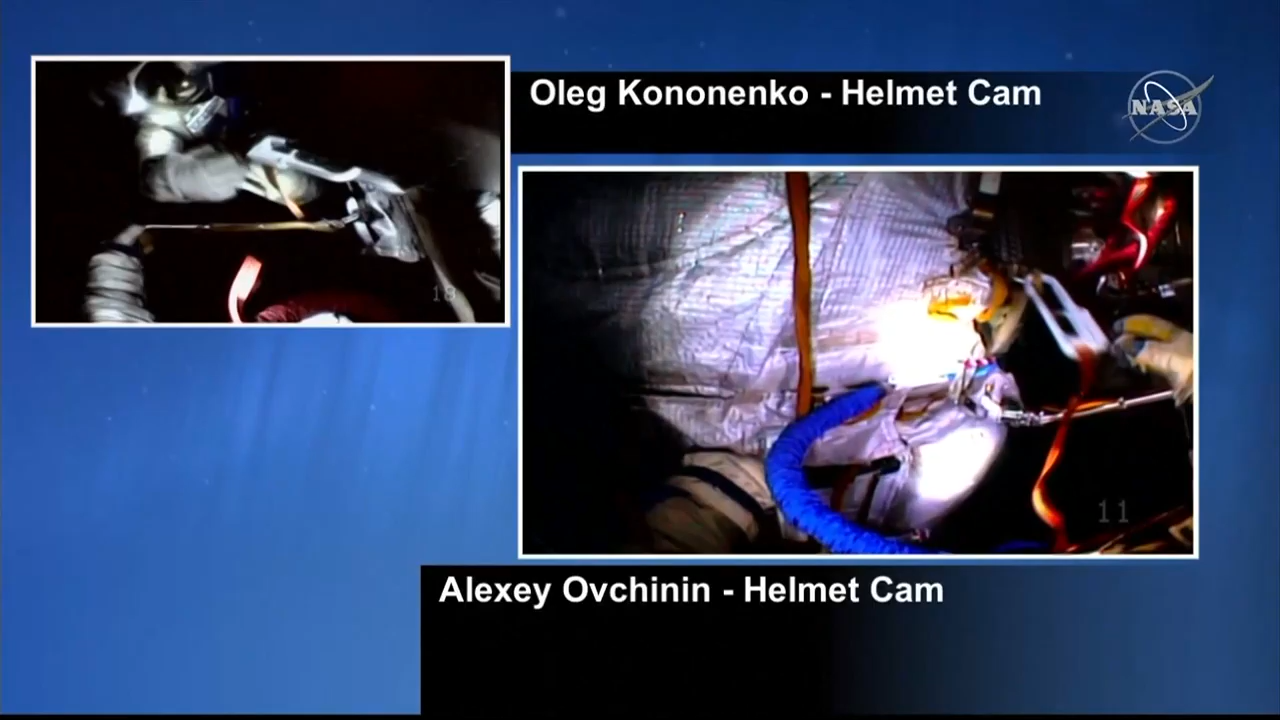 Oleg Kononenko - Helmet Cam
NASA
18
11
Alexey Ovchinin - Helmet Cam